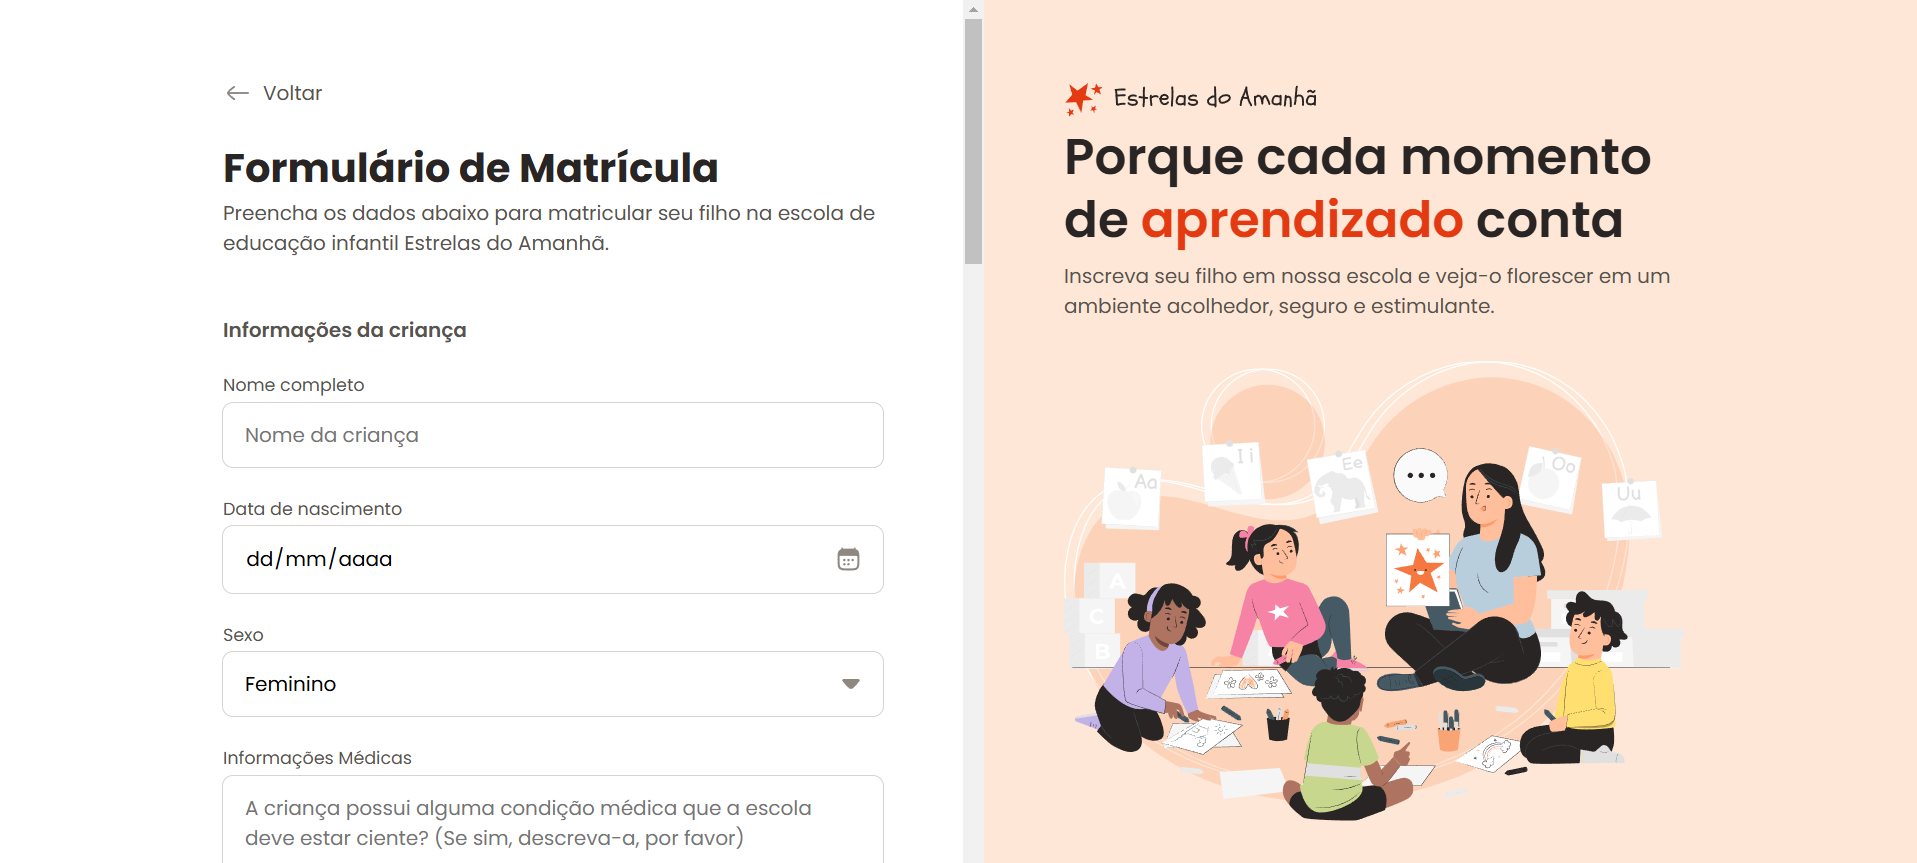 Voltar
Formulário de Matrícula
Preencha os dados abaixo para matricular seu filho na escola de
educação infantil Estrelas do Amanhã.
Informações da criança
Nome completo
Nome da criança
Data de nascimento
dd/mm/aaaa
Sexo
Feminino
Informações Médicas
A criança possui alguma condição médica que a escola
deve estar ciente? (Se sim, descreva-a, por favor)
Estrelas do Amanhã
Porque cada momento
de aprendizado conta
Inscreva seu filho em nossa escola e veja-o florescer em um
ambiente acolhedor, seguro e estimulante.
Aa
I i
Ee
Oo
Uu
A
C
B